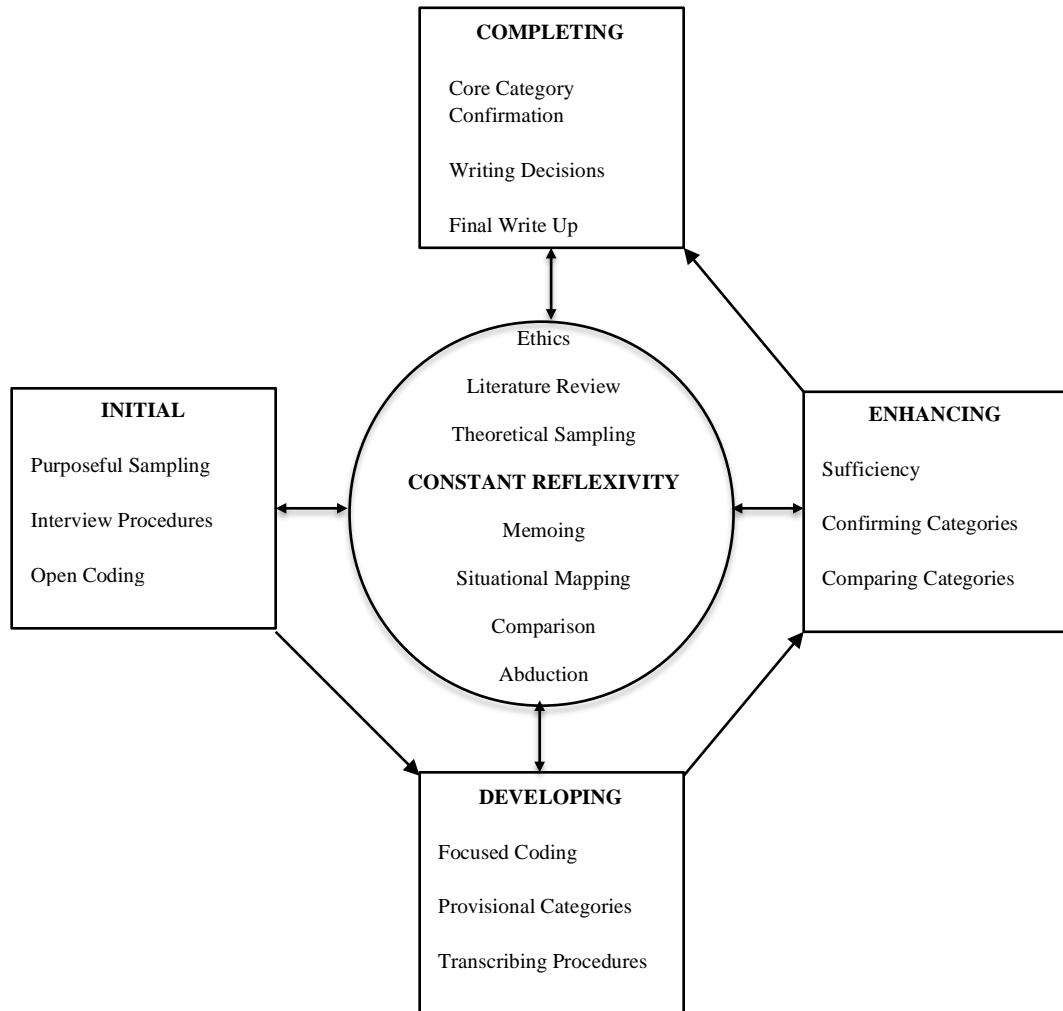 COMPLETING
Core Category
Confirmation
Writing Decisions
Final Write Up
INITIAL
Purposeful Sampling
Interview Procedures
Open Coding
Ethics
Literature Review
Theoretical Sampling
CONSTANT REFLEXIVITY
Memoing
Situational Mapping
Comparison
Abduction
ENHANCING
Sufficiency
Confirming Categories
Comparing Categories
DEVELOPING
Focused Coding
Provisional Categories
Transcribing Procedures